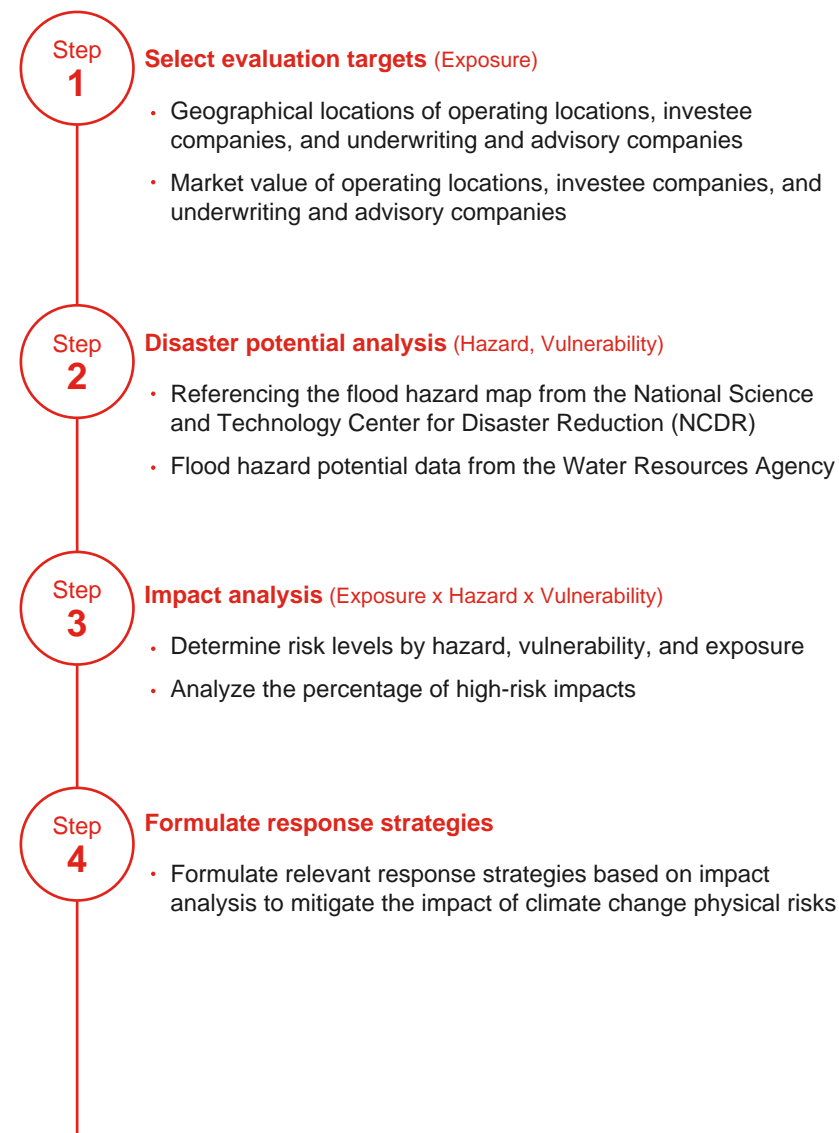 Step
1
Select evaluation targets (Exposure)
• Geographical locations of operating locations, investee
companies, and underwriting and advisory companies
• Market value of operating locations, investee companies, and
underwriting and advisory companies
Step
2
Disaster potential analysis (Hazard, Vulnerability)
• Referencing the flood hazard map from the National Science
and Technology Center for Disaster Reduction (NCDR)
• Flood hazard potential data from the Water Resources Agency
Step
3
Impact analysis (Exposure x Hazard x Vulnerability)
• Determine risk levels by hazard, vulnerability, and exposure
• Analyze the percentage of high-risk impacts
Step
4
Formulate response strategies
• Formulate relevant response strategies based on impact
analysis to mitigate the impact of climate change physical risks